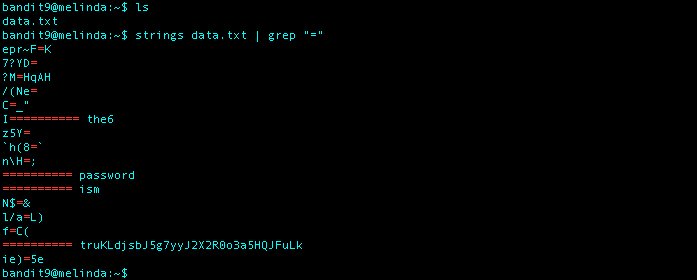 bandit9@melinda:~$ ls
data.txt
bandit9@melinda:~$ strings data.txt | grep "="
epr~F=K
7?YD=
?M=HqAH
/(Ne=
C=_"
I========== the6
z5Y=
`h(8=`
n\H=;
========== password
========== ism
N$=&
l/a=L)
f=C(
========== truKLdjsbJ5g7yyJ2X2R0o3a5HQJFuLk
ie)=5e
bandit9@melinda:~$